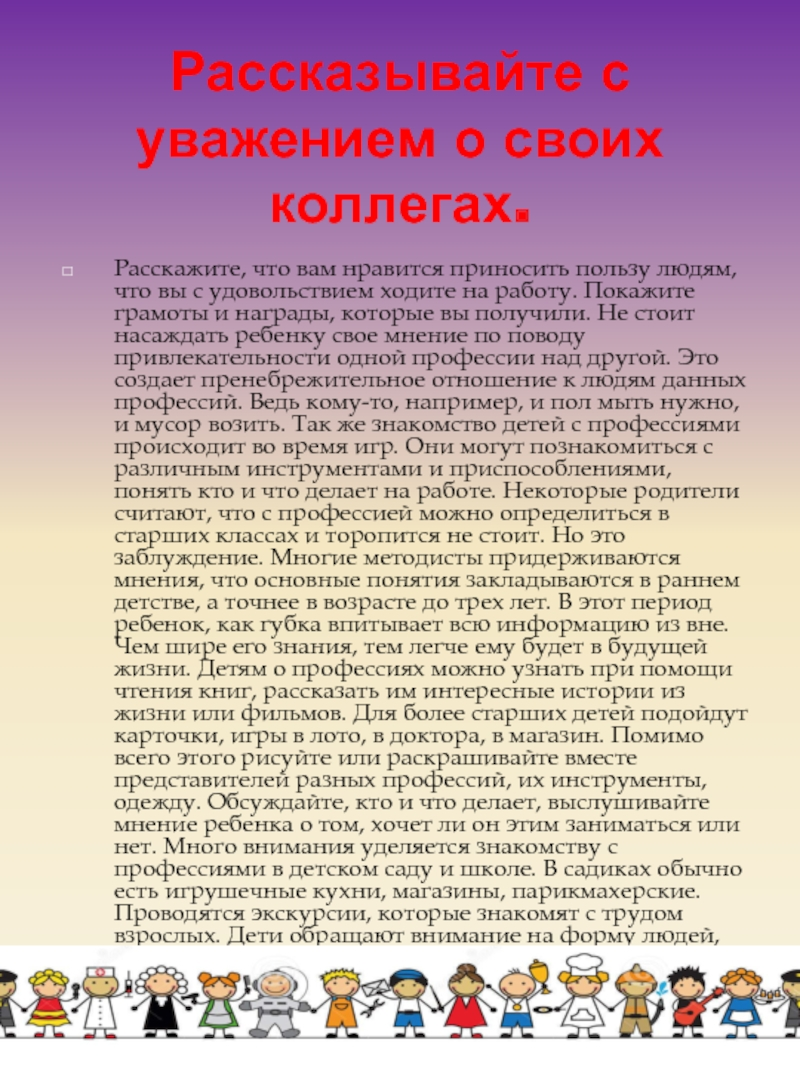 Рассказывайте с
уважением о своих
коллегах.
Расскажите, что вам нравится приносить пользу людям,
что вы с удовольствием ходите на работу. Покажите
грамоты и награды, которые вы получили. Не стоит
насаждать ребенку свое мнение по поводу
привлекательности одной профессии над другой. Это
создает пренебрежительное отношение к людям данных
профессий. Ведь кому-то, например, и пол мыть нужно,
и мусор возить. Так же знакомство детей с профессиями
происходит во время игр. Они могут познакомиться с
различным инструментами и приспособлениями,
понять кто и что делает на работе. Некоторые родители
считают, что с профессией можно определиться в
старших классах и торопится не стоит. Но это
заблуждение. Многие методисты придерживаются
мнения, что основные понятия закладываются в раннем
детстве, а точнее в возрасте до трех лет. В этот период
ребенок, как губка впитывает всю информацию из вне.
Чем шире его знания, тем легче ему будет в будущей
жизни. Детям о профессиях можно узнать при помощи
чтения книг, рассказать им интересные истории из
жизни или фильмов. Для более старших детей подойдут
карточки, игры в лото, в доктора, в магазин. Помимо
всего этого рисуйте или раскрашивайте вместе
представителей разных профессий, их инструменты,
одежду. Обсуждайте, кто и что делает, выслушивайте
мнение ребенка о том, хочет ли он этим заниматься или
нет. Много внимания уделяется знакомству с
профессиями в детском саду и школе. В садиках обычно
есть игрушечные кухни, магазины, парикмахерские.
Проводятся экскурсии, которые знакомят с трудом
взрослых. Дети обращают внимание на форму людей,